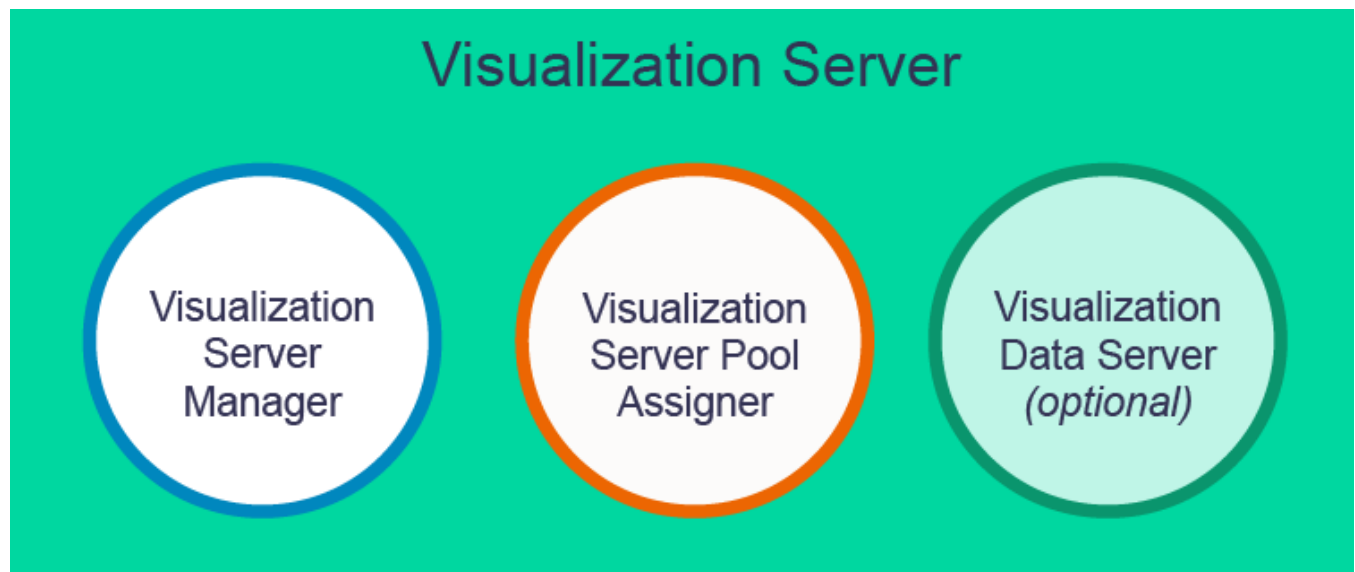 Visualization Server
Visualization
Server
Manager
Visualization
Server Pool
Assigner
Visualization
Data Server
(optional)